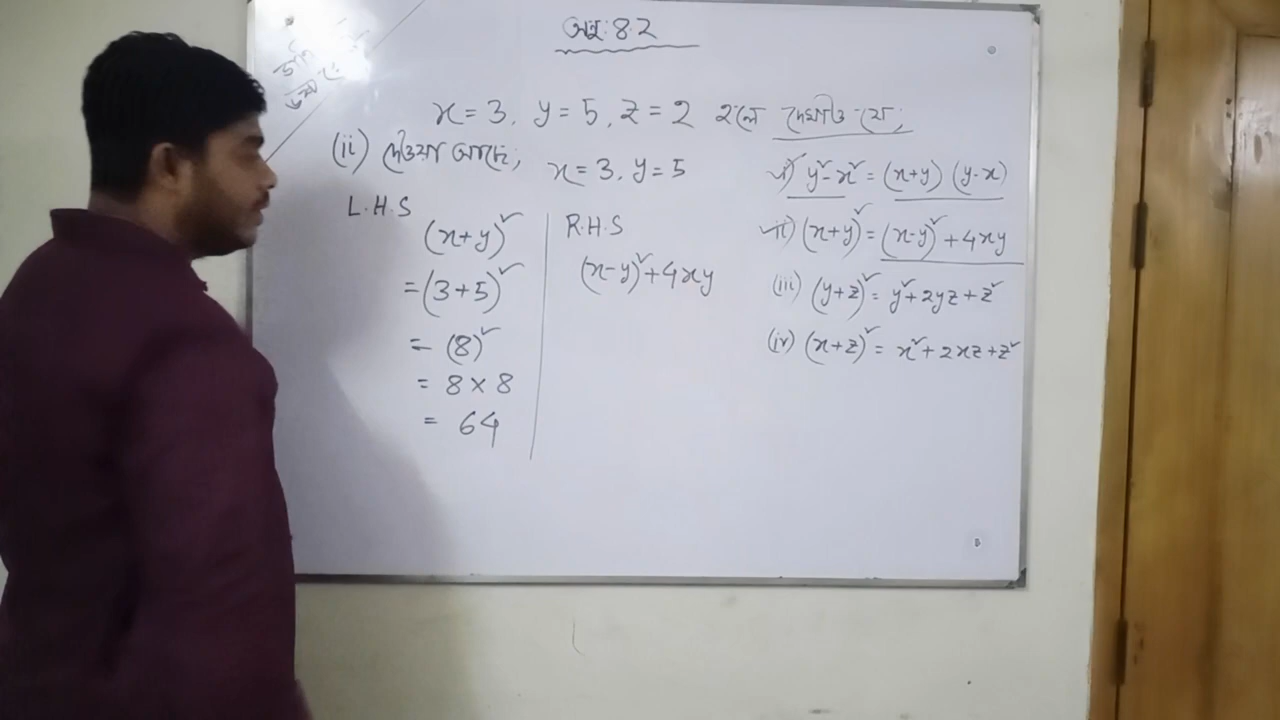 অনু: 8.2
x = 3, y = 5, z = 2 হলে দেখাও যে,
(ii) দেওয়া আছে, x = 3, y = 5
L.H.S
(x+y)²
= (3+5)²
= (8)²
= 8 × 8
= 64
R.H.S
(x-y)²+4xy
i) y²-x² = (x+y) (y-x)
ii) (x+y)² = (x-y)²+4xy
(iii) (y+z)² = y²+2yz+z²
(iv) (x+z)² = x²+2xz+z²